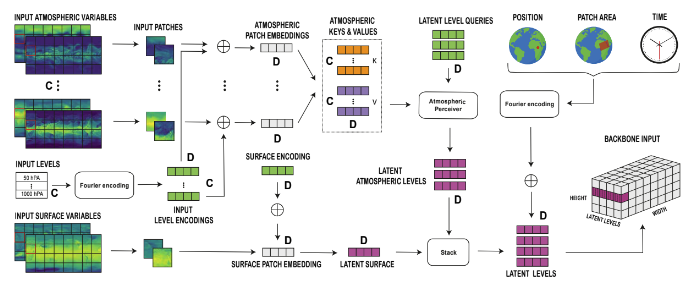 INPUT ATMOSPHERIC VARIABLES
INPUT PATCHES
ATMOSPHERIC
PATCH EMBEDDINGS
D
ATMOSPHERIC
KEYS & VALUES
C
K
C
V
LATENT LEVEL QUERIES
D
POSITION
PATCH AREA
TIME
C
D
Atmospheric
Perceiver
Fourier encoding
BACKBONE INPUT
HEIGHT
LATENT LEVELS
WIDTH
INPUT LEVELS
50 hPa
1000 hPa
C
Fourier encoding
D
C
INPUT
LEVEL ENCODINGS
SURFACE ENCODING
D
D
LATENT
ATMOSPHERIC LEVELS
D
D
INPUT SURFACE VARIABLES
D
SURFACE PATCH EMBEDDING
D
LATENT SURFACE
Stack
LATENT LEVELS